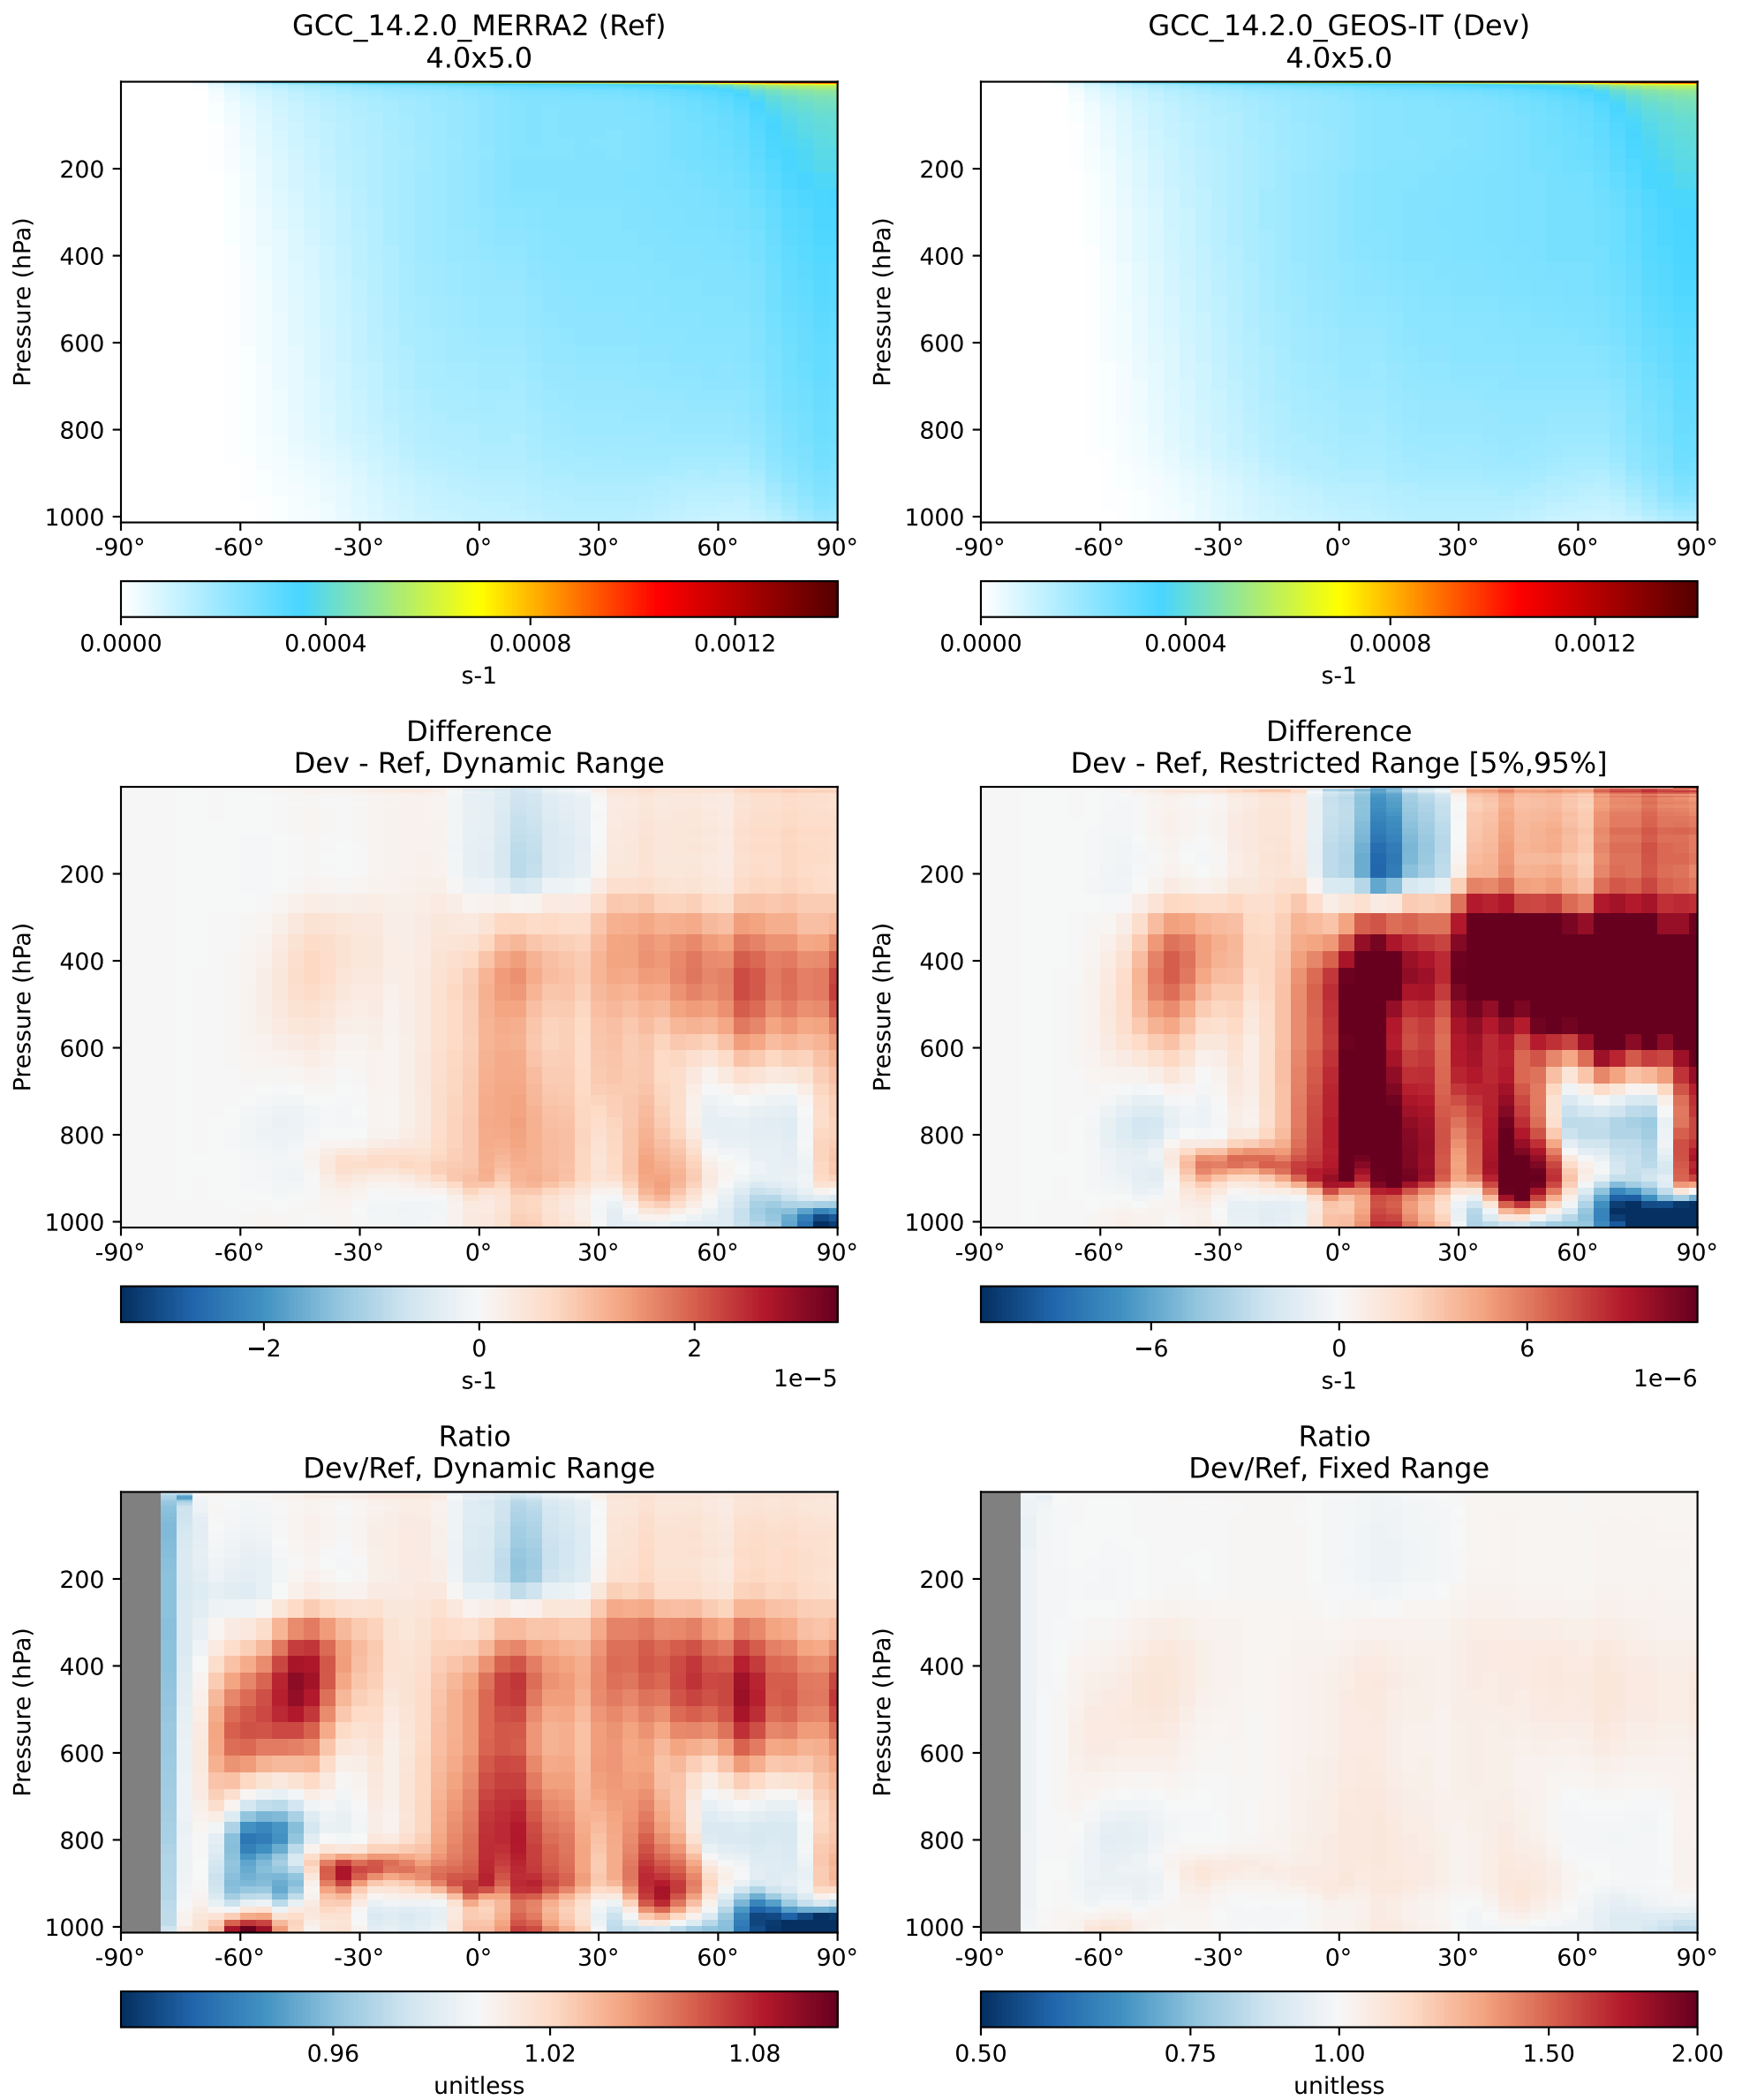 GCC_14.2.0_MERRA2 (Ref)
4.0x5.0
Pressure (hPa)
200
400
600
800
1000
-90° -60° -30° 0° 30° 60° 90°
0.0000 0.0004 0.0008 0.0012
s-1
GCC_14.2.0_GEOS-IT (Dev)
4.0x5.0
Pressure (hPa)
200
400
600
800
1000
-90° -60° -30° 0° 30° 60° 90°
0.0000 0.0004 0.0008 0.0012
s-1
Difference
Dev - Ref, Dynamic Range
Pressure (hPa)
200
400
600
800
1000
-90° -60° -30° 0° 30° 60° 90°
−2 0 2
s-1 1e−5
Difference
Dev - Ref, Restricted Range [5%,95%]
Pressure (hPa)
200
400
600
800
1000
-90° -60° -30° 0° 30° 60° 90°
−6 0 6
s-1 1e−6
Ratio
Dev/Ref, Dynamic Range
Pressure (hPa)
200
400
600
800
1000
-90° -60° -30° 0° 30° 60° 90°
0.96 1.02 1.08
unitless
Ratio
Dev/Ref, Fixed Range
Pressure (hPa)
200
400
600
800
1000
-90° -60° -30° 0° 30° 60° 90°
0.50 0.75 1.00 1.50 2.00
unitless